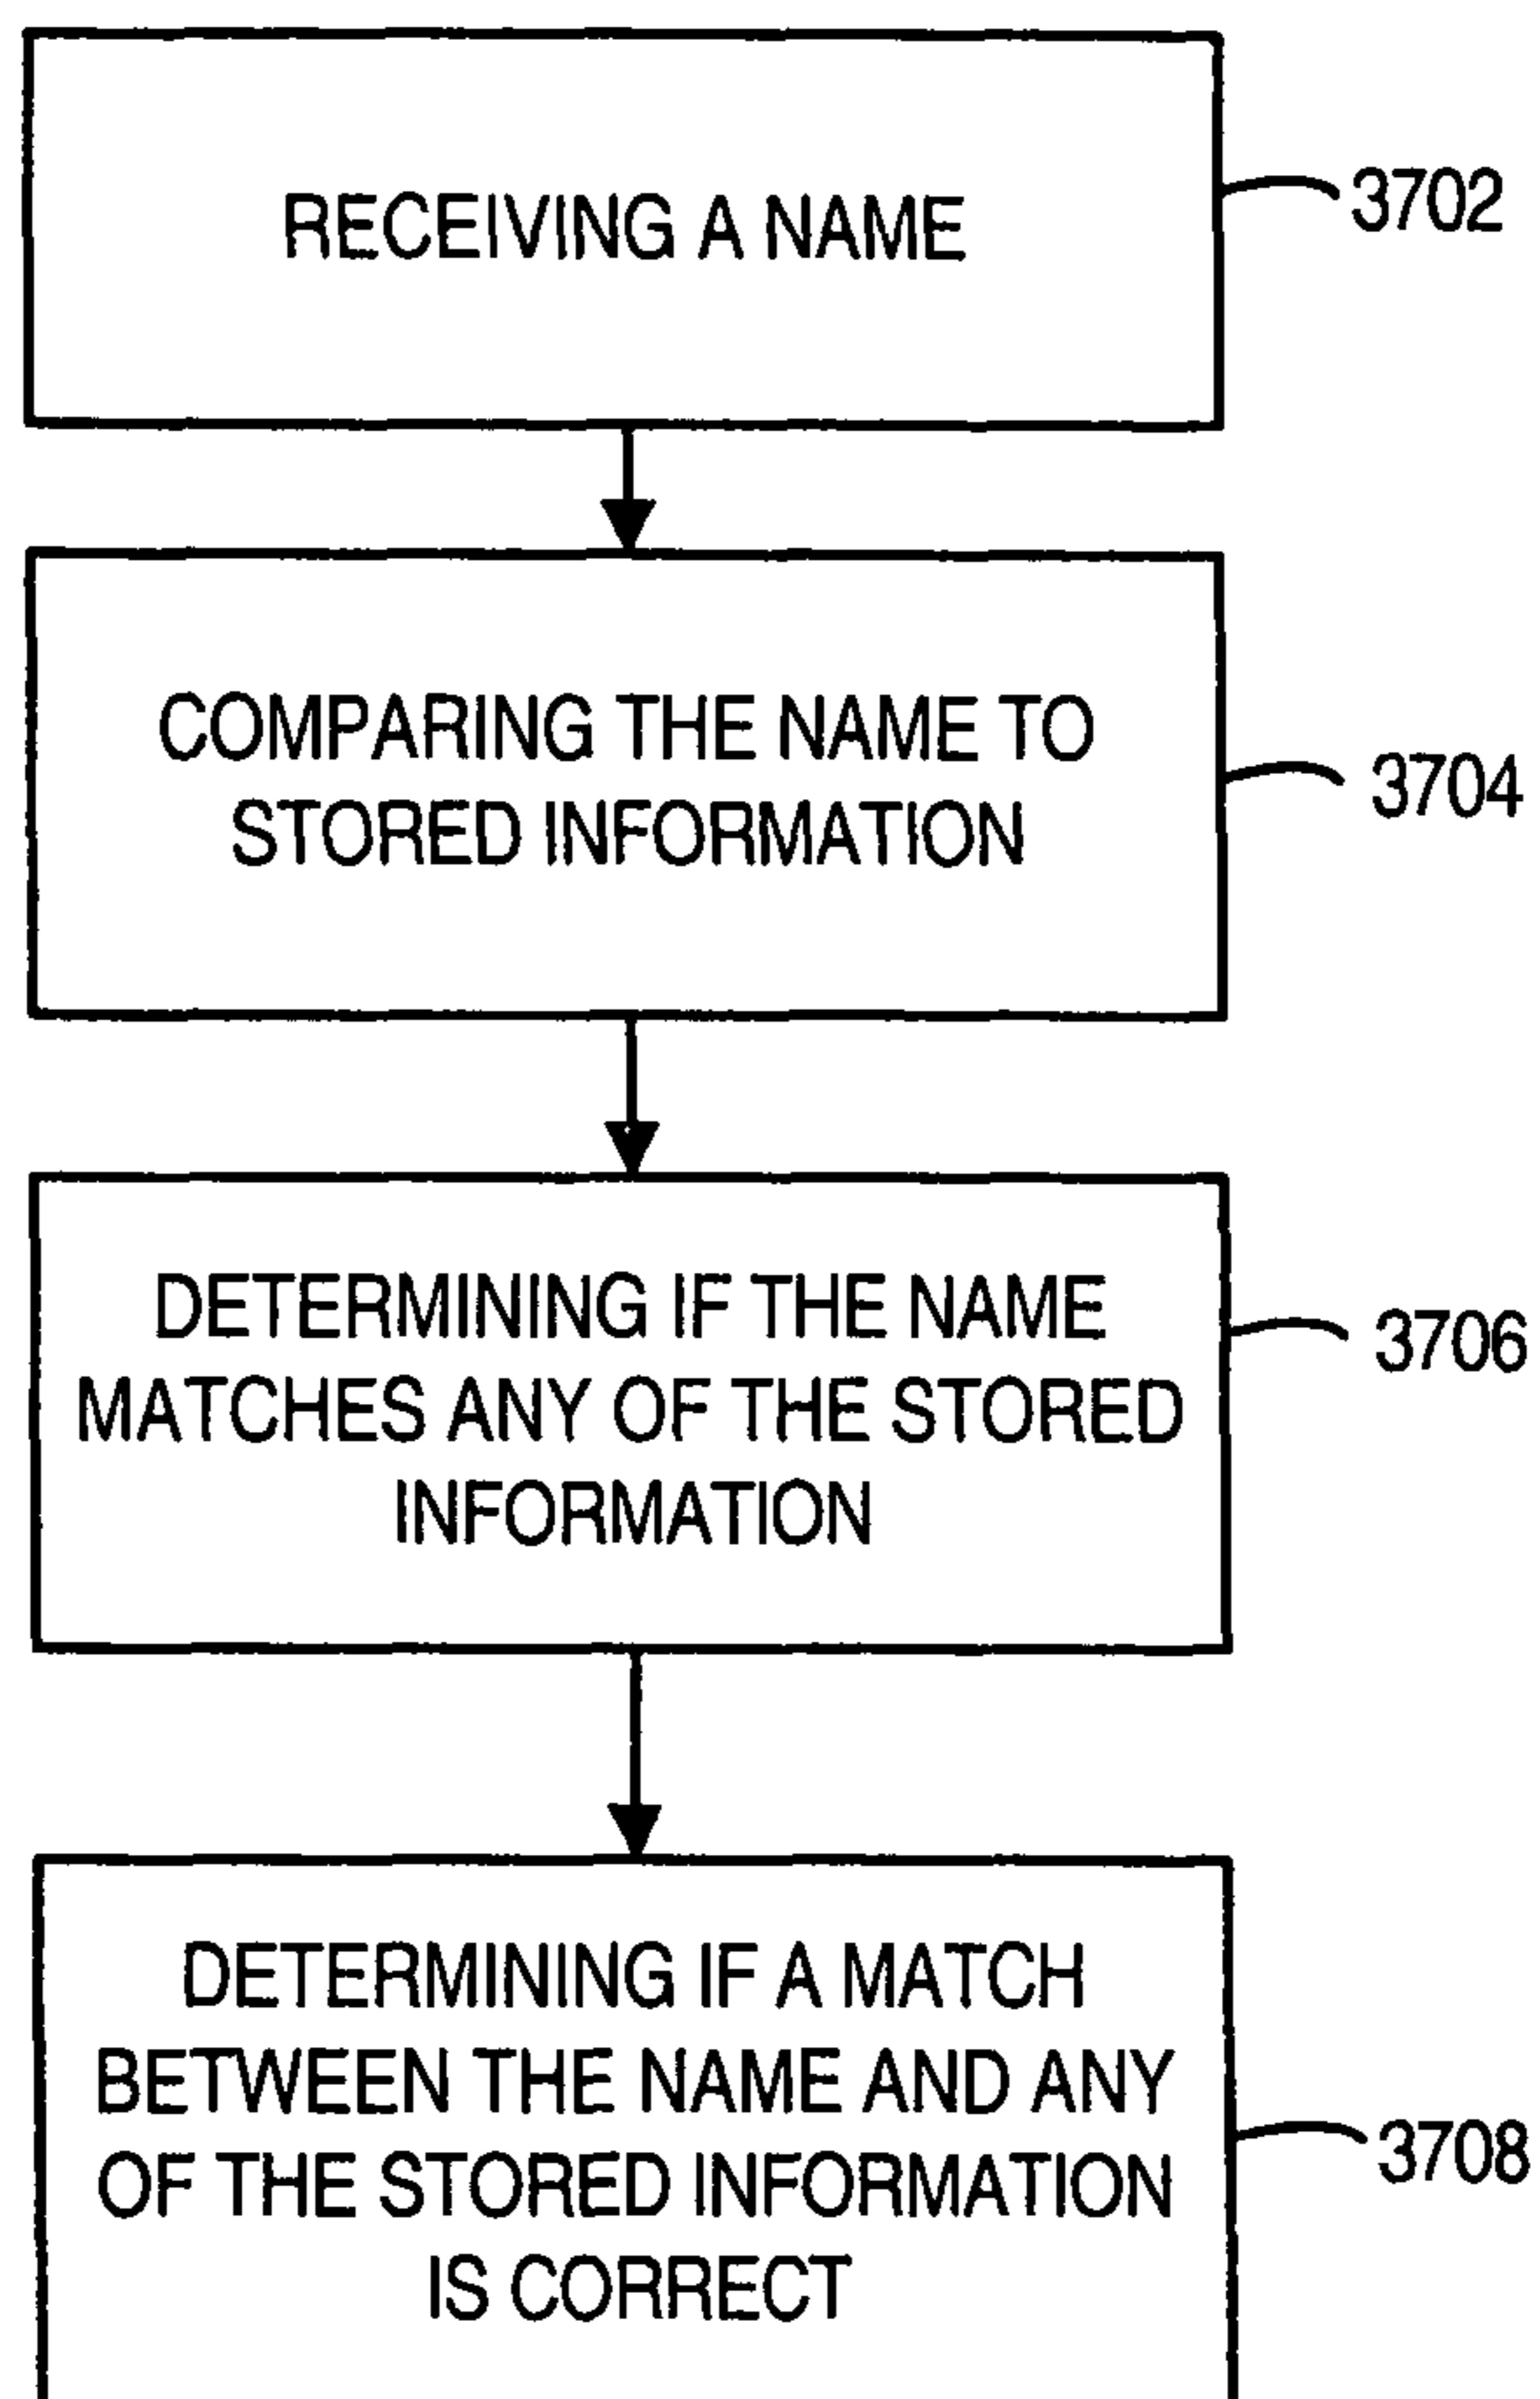 RECEIVING A NAME
3702
COMPARING THE NAME TO
STORED INFORMATION
3704
DETERMINING IF THE NAME
MATCHES ANY OF THE STORED
INFORMATION
3706
DETERMINING IF A MATCH
BETWEEN THE NAME AND ANY
OF THE STORED INFORMATION
IS CORRECT
3708